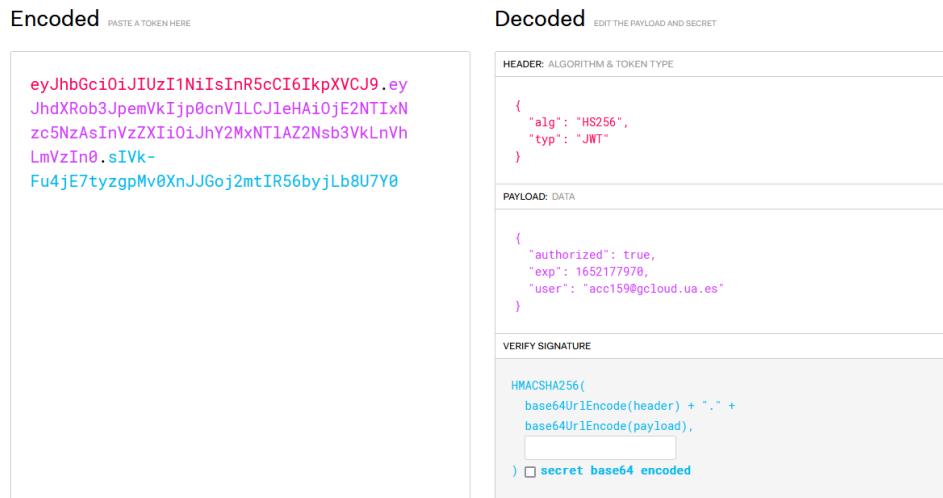 Encoded PASTE A TOKEN HERE
eyJhbGciOiJIUzI1NiIsInR5cCI6IkpXVCJ9.ey
JhdXRob3JpemVkIjp0cnVlLCJleHAiOjE2NTIxN
zc5NzAsInVzZXIiOiJhY2MxNTlAZ2Nsb3VkLnVh
LmVzIn0.sIVk-
Fu4jE7tyzgpMv0XnJJGoj2mtIR56byjLb8U7Y0
Decoded EDIT THE PAYLOAD AND SECRET
HEADER: ALGORITHM & TOKEN TYPE
{
"alg": "HS256",
"typ": "JWT"
}
PAYLOAD: DATA
{
"authorized": true,
"exp": 1652177970,
"user": "acc159@gcloud.ua.es"
}
VERIFY SIGNATURE
HMACSHA256(
base64UrlEncode(header) + "." +
base64UrlEncode(payload),
) secret base64 encoded